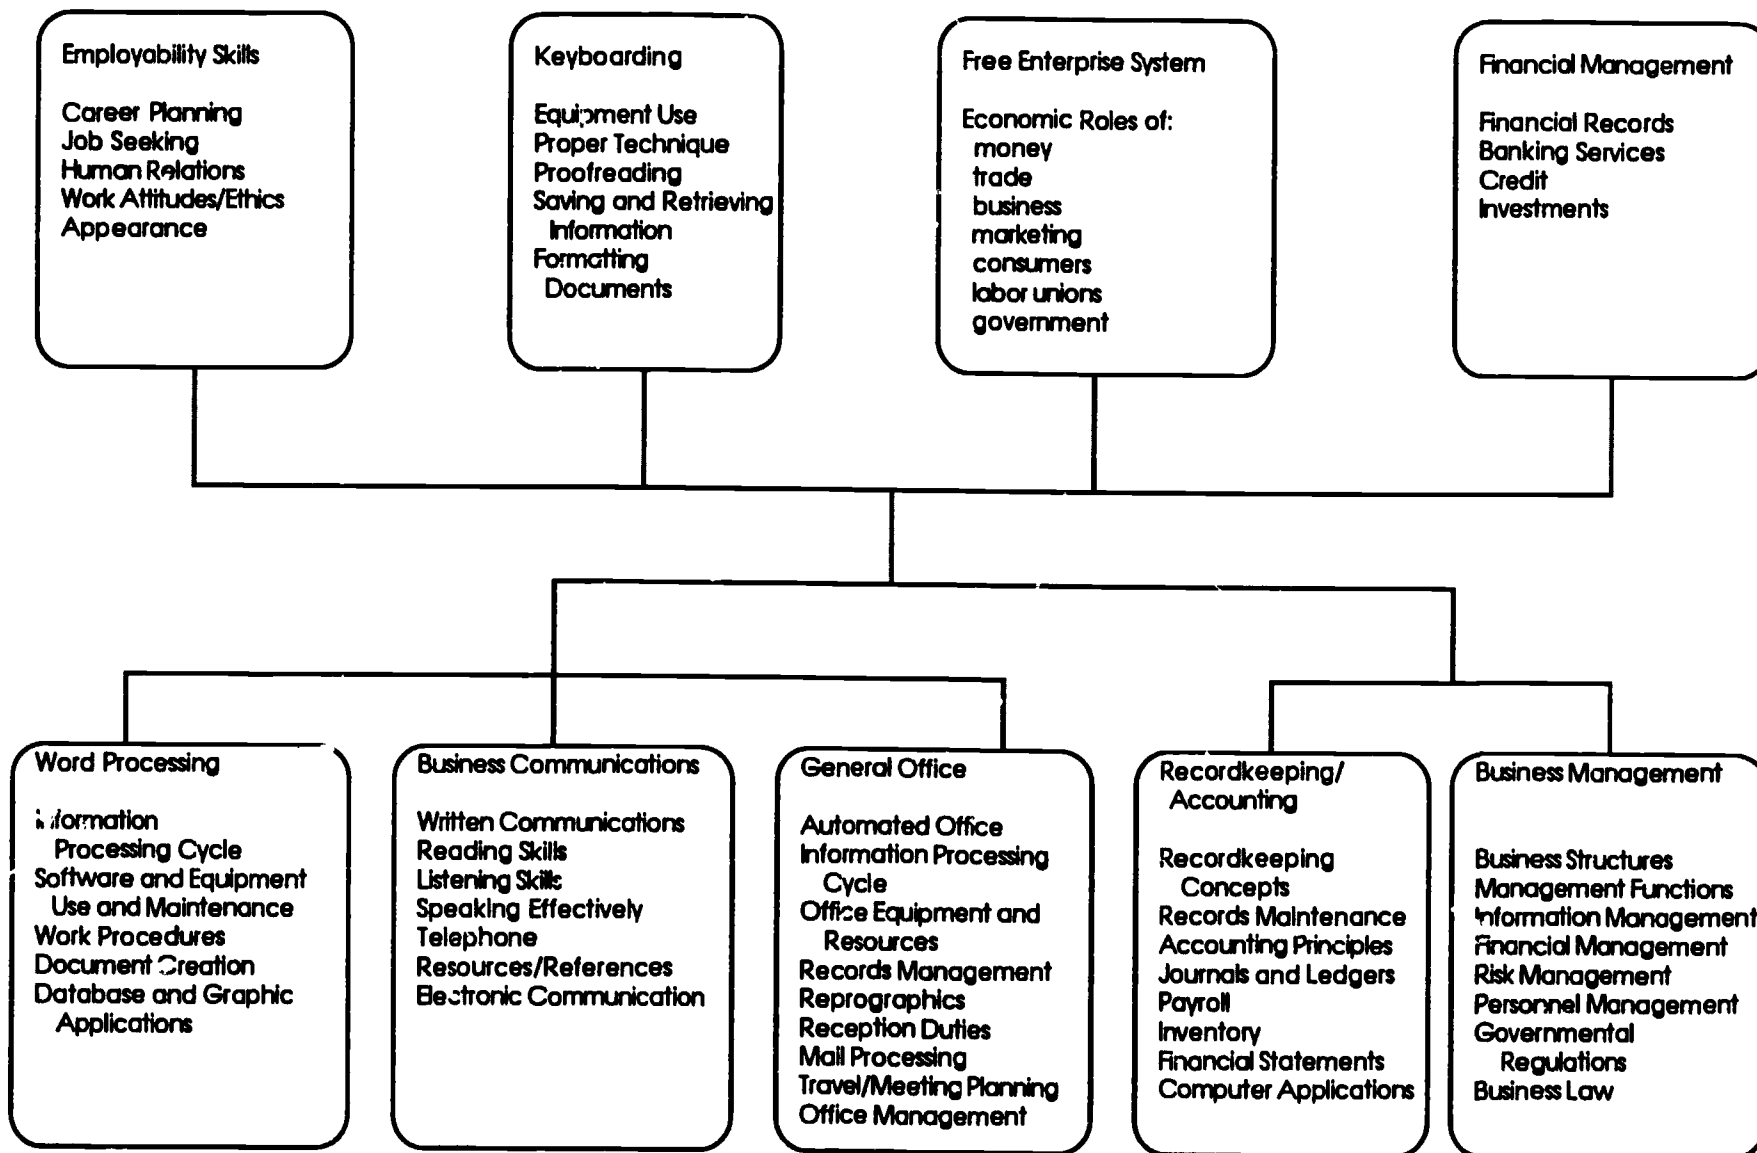 Employability Skills
Career Planning
Job Seeking
Human Relations
Work Attitudes/Ethics
Appearance
Keyboarding
Equipment Use
Proper Technique
Proofreading
Saving and Retrieving
Information
Formatting
Documents
Free Enterprise System
Economic Roles of:
money
trade
business
marketing
consumers
labor unions
government
Financial Management
Financial Records
Banking Services
Credit
Investments
Word Processing
Information
Processing Cycle
Software and Equipment
Use and Maintenance
Work Procedures
Document Creation
Database and Graphic
Applications
Business Communications
Written Communications
Reading Skills
Listening Skills
Speaking Effectively
Telephone
Resources/References
Electronic Communication
General Office
Automated Office
Information Processing
Cycle
Office Equipment and
Resources
Records Management
Reprographics
Reception Duties
Mail Processing
Travel/Meeting Planning
Office Management
Recordkeeping/
Accounting
Recordkeeping
Concepts
Records Maintenance
Accounting Principles
Journals and Ledgers
Payroll
Inventory
Financial Statements
Computer Applications
Business Management
Business Structures
Management Functions
Information Management
Financial Management
Risk Management
Personnel Management
Governmental
Regulations
Business Law